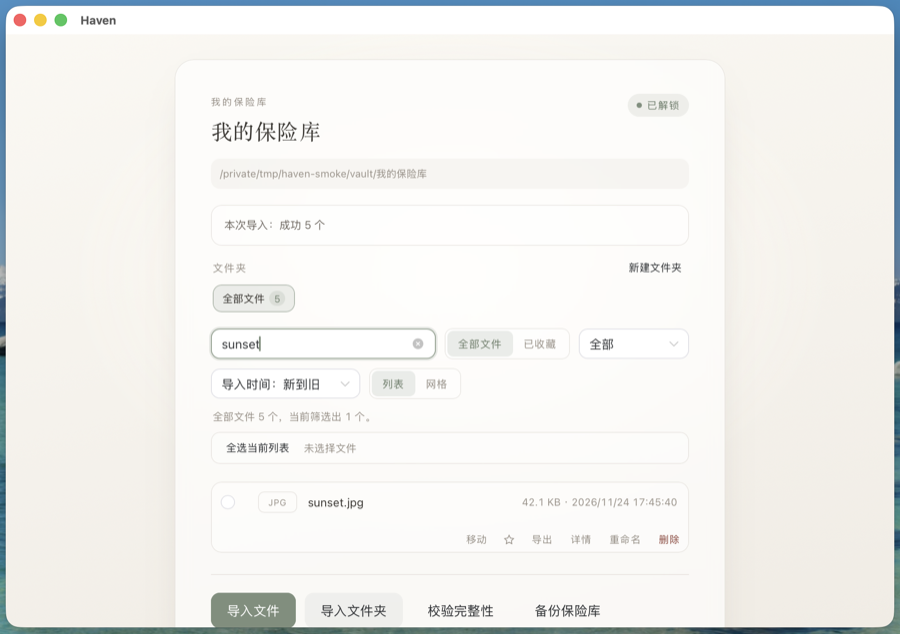 Haven
我的保险库
已解锁
我的保险库
/private/tmp/haven-smoke/vault/我的保险库
本次导入：成功 5 个
文件夹
新建文件夹
全部文件 5
sunset
全部文件 已收藏
全部
导入时间：新到旧
列表 网格
全部文件 5 个，当前筛选出 1 个。
全选当前列表 未选择文件
JPG sunset.jpg 42.1 KB · 2026/11/24 17:45:40
移动 导出 详情 重命名 删除
导入文件 导入文件夹 校验完整性 备份保险库